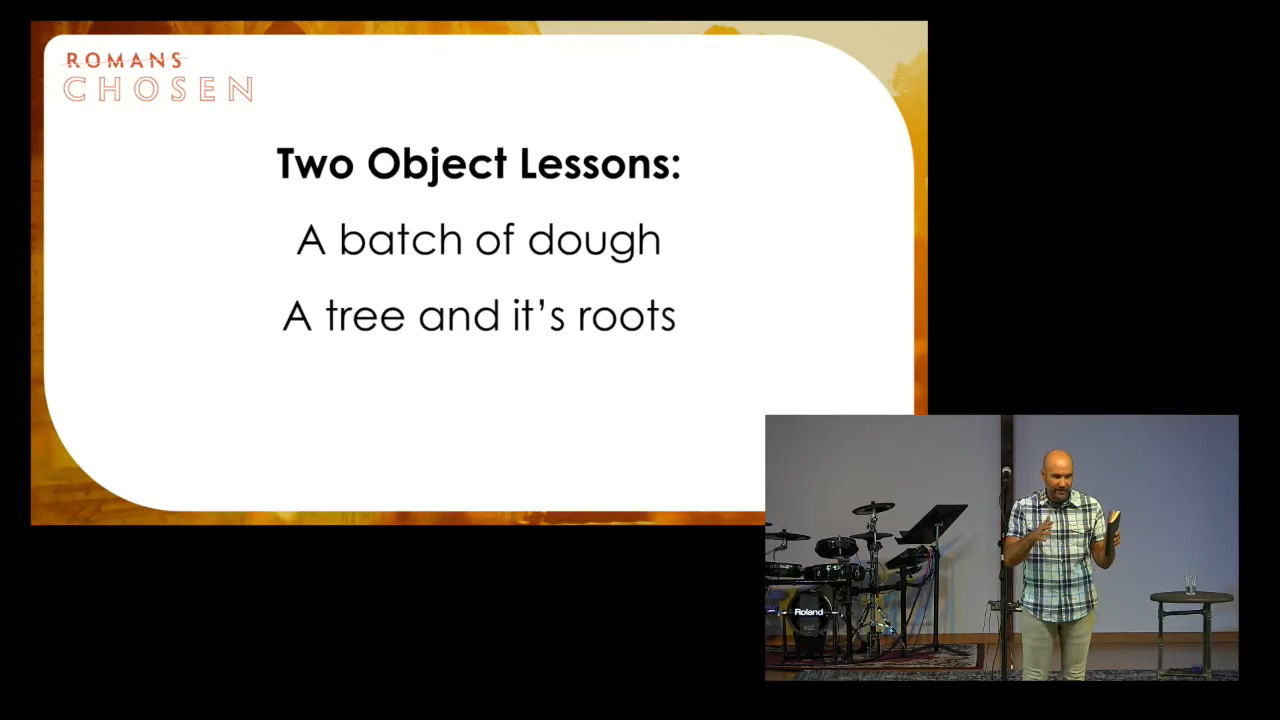 ROMANS
CHOSEN
Two Object Lessons:
A batch of dough
A tree and it’s roots
Roland